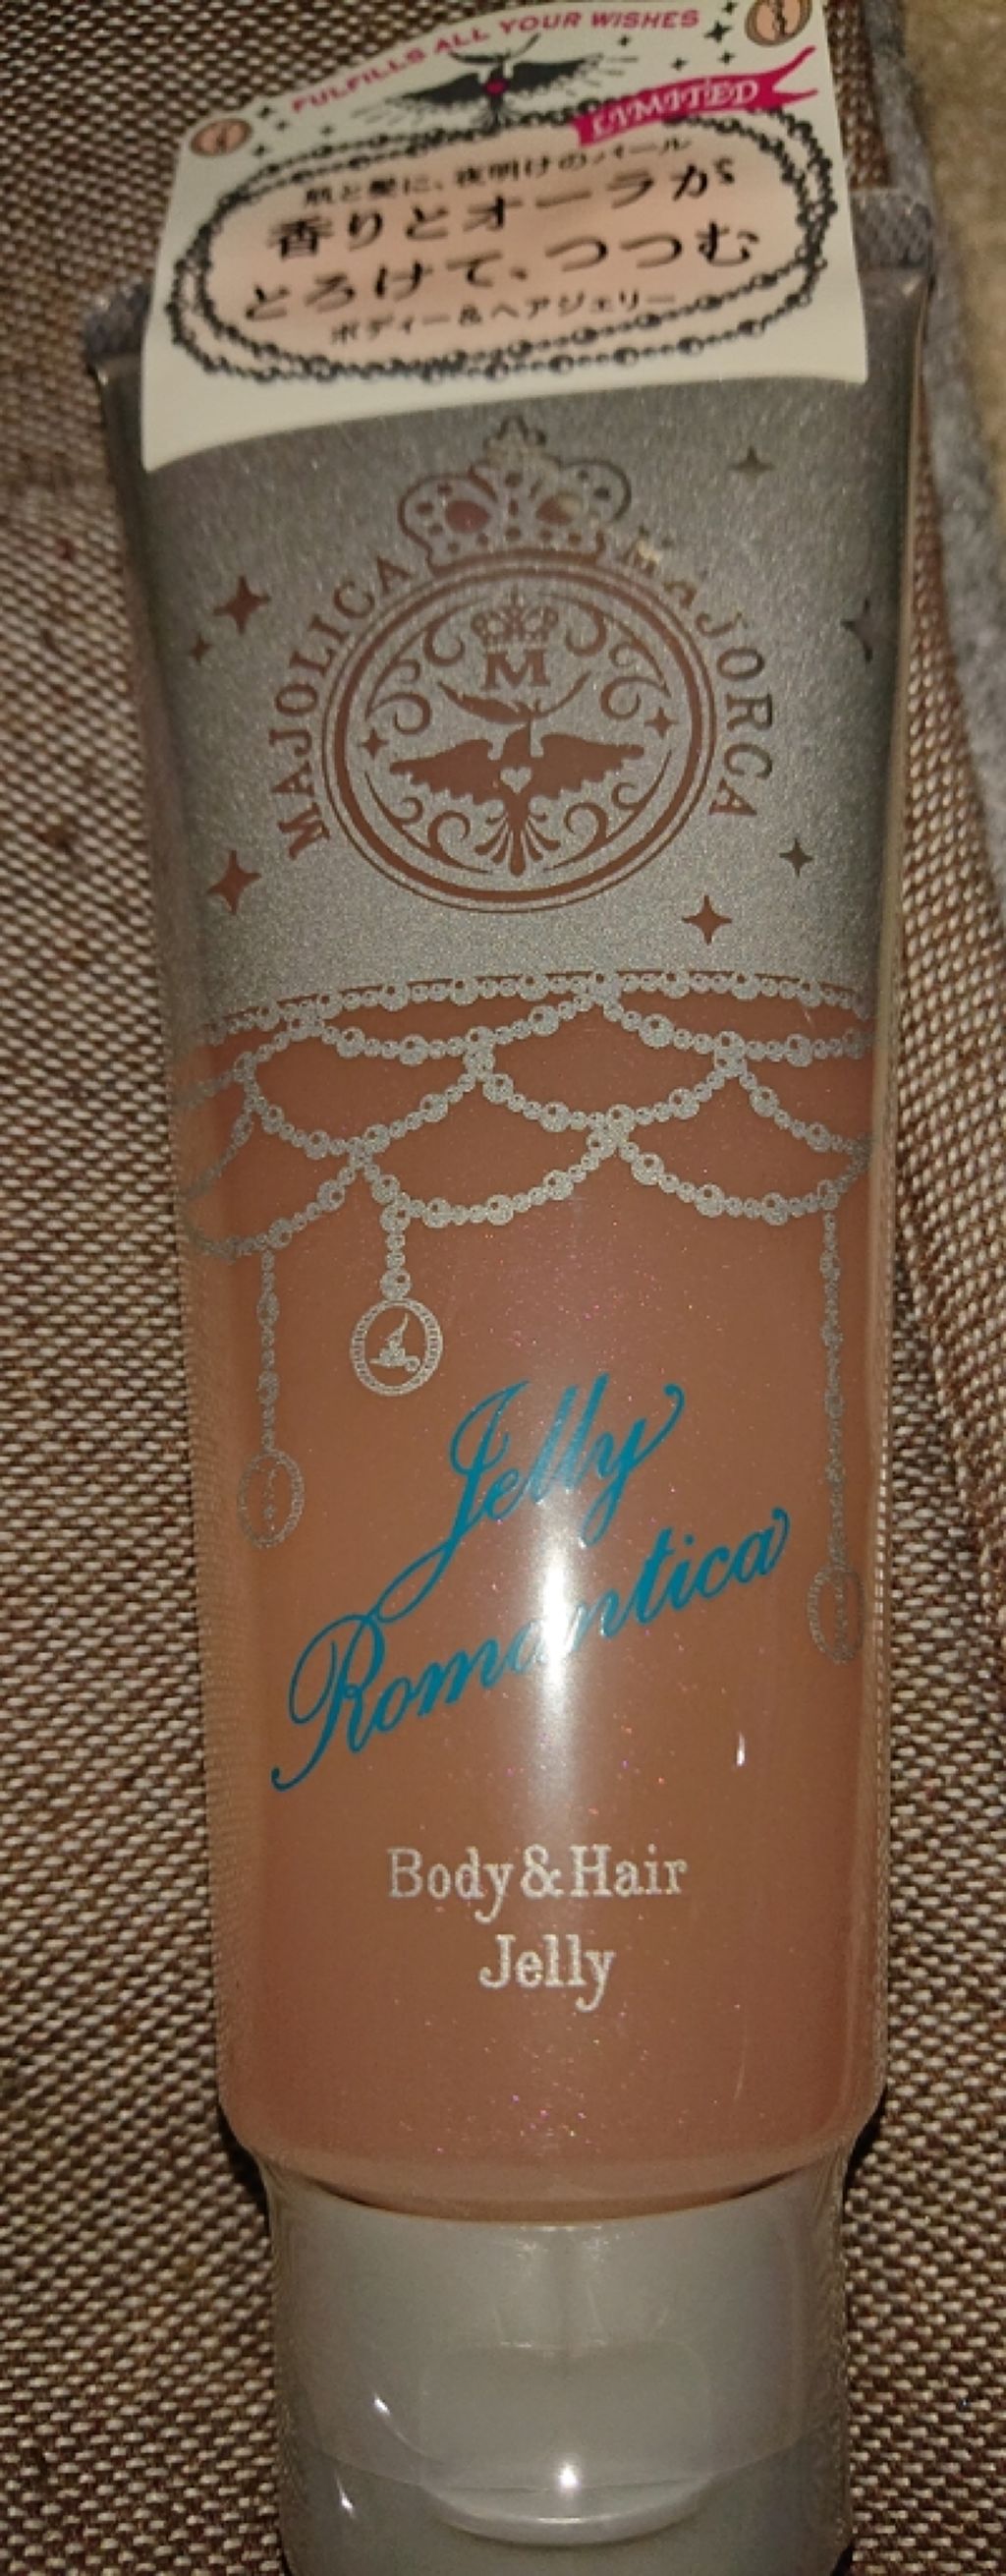 FULFILLS ALL YOUR WISHES
LIMITED
肌と髪に、夜明けのパール
香りとオーラが
とろけて、つつむ
ボディー&ヘアジェリー
MAJOLICA MAJORCA
M
Jelly
Romantica
Body&Hair
Jelly